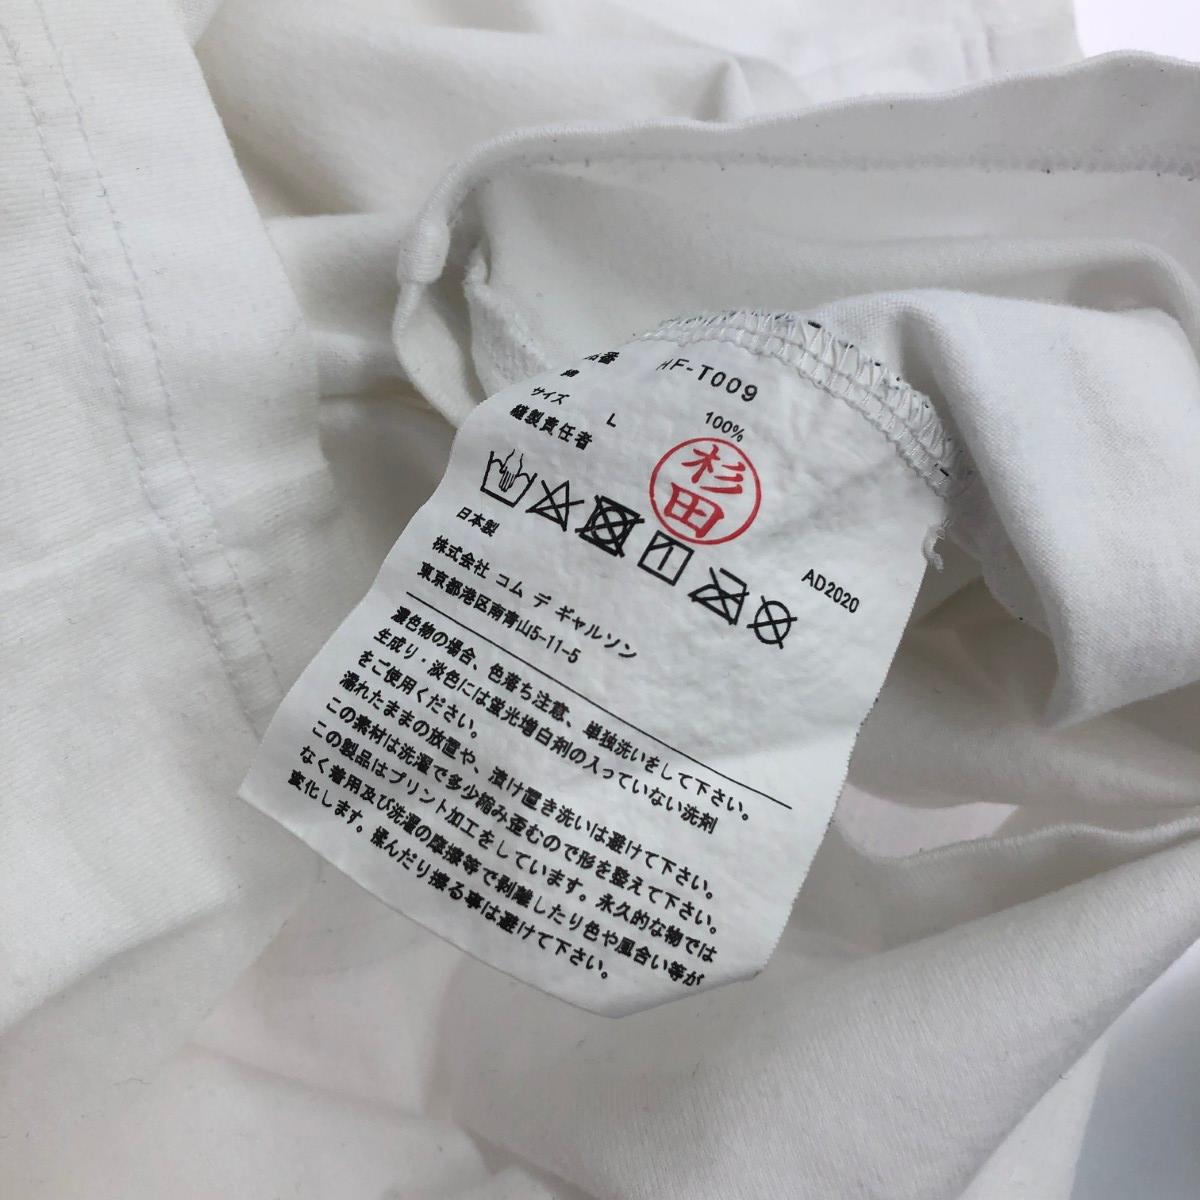 品番 HF-T009
綿 100%
サイズ L
縫製責任者
杉田
日本製 AD2020
株式会社 コム デ ギャルソン
東京都港区南青山5-11-5
濃色物の場合、色落ち注意、単独洗いをして下さい。
生成り・淡色には蛍光増白剤の入っていない洗剤
をご使用ください。
濡れたままの放置や、漬け置き洗いは避けて下さい。
この素材は洗濯で多少縮み歪むので形を整えて下さい。
この製品はプリント加工をしています。永久的な物では
なく着用及び洗濯の摩擦等で剥離したり色や風合い等が
変化します。揉んだり擦る事は避けて下さい。